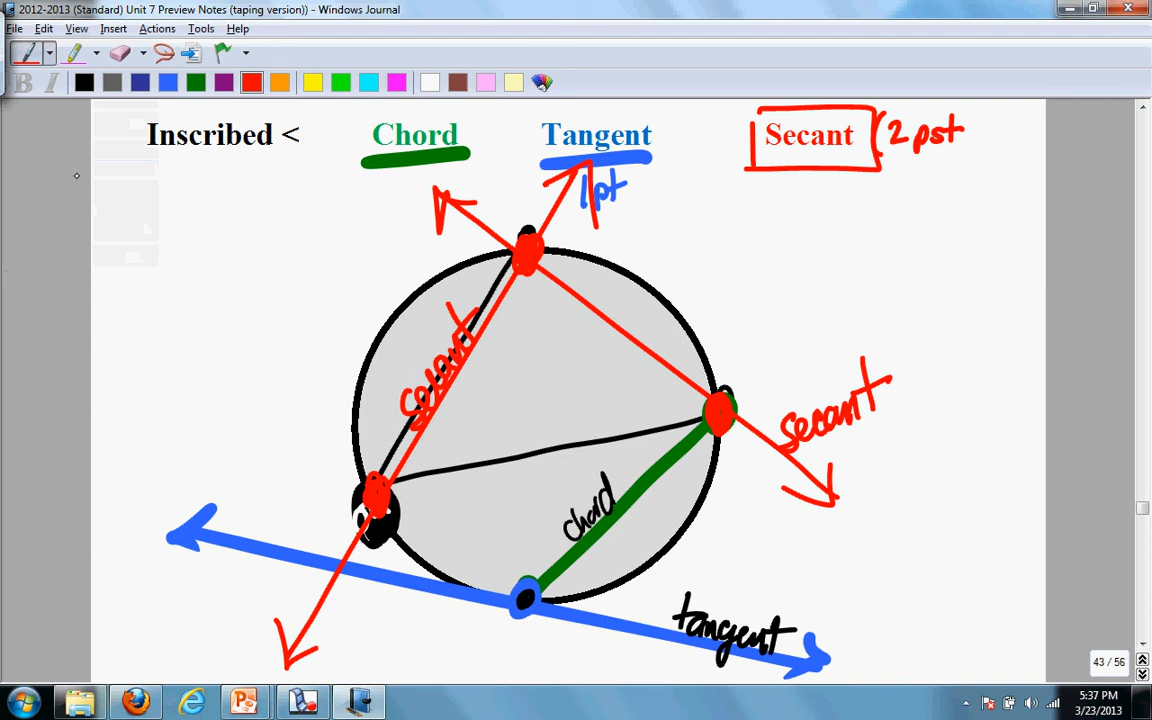 2012-2013 (Standard) Unit 7 Preview Notes (taping version)) - Windows Journal
File Edit View Insert Actions Tools Help
B I
Inscribed < Chord Tangent Secant (2 pst
1pt
secant
secant
chord
tangent
43 / 56
5:37 PM
3/23/2013